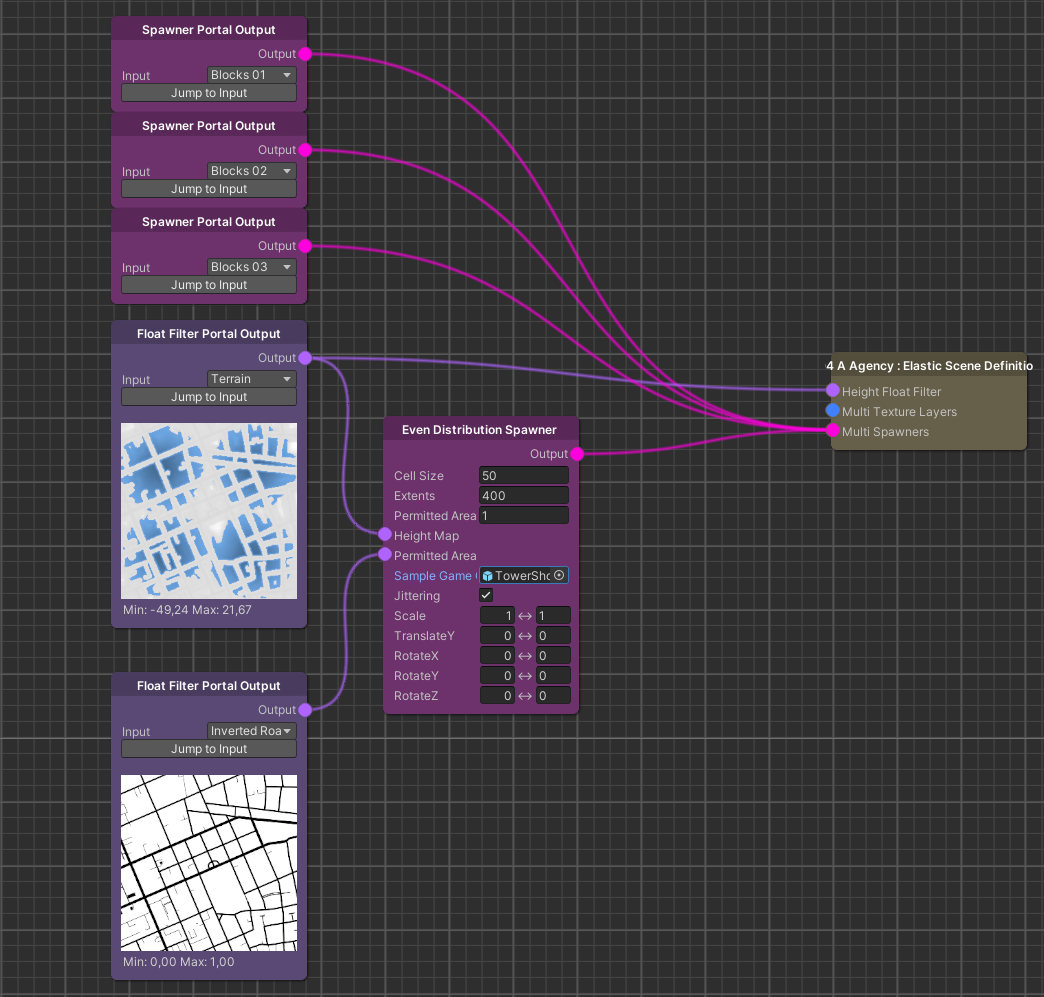 Spawner Portal Output
Output
Input Blocks 01
Jump to Input
Spawner Portal Output
Output
Input Blocks 02
Jump to Input
Spawner Portal Output
Output
Input Blocks 03
Jump to Input
Float Filter Portal Output
Output
Input Terrain
Jump to Input
Min: -49,24 Max: 21,67
Float Filter Portal Output
Output
Input Inverted Roa
Jump to Input
Min: 0,00 Max: 1,00
Even Distribution Spawner
Output
Cell Size 50
Extents 400
Permitted Area 1
Height Map
Permitted Area
Sample Game TowerSho
Jittering
Scale 1 ↔ 1
TranslateY 0 ↔ 0
RotateX 0 ↔ 0
RotateY 0 ↔ 0
RotateZ 0 ↔ 0
4 A Agency : Elastic Scene Definitio
Height Float Filter
Multi Texture Layers
Multi Spawners